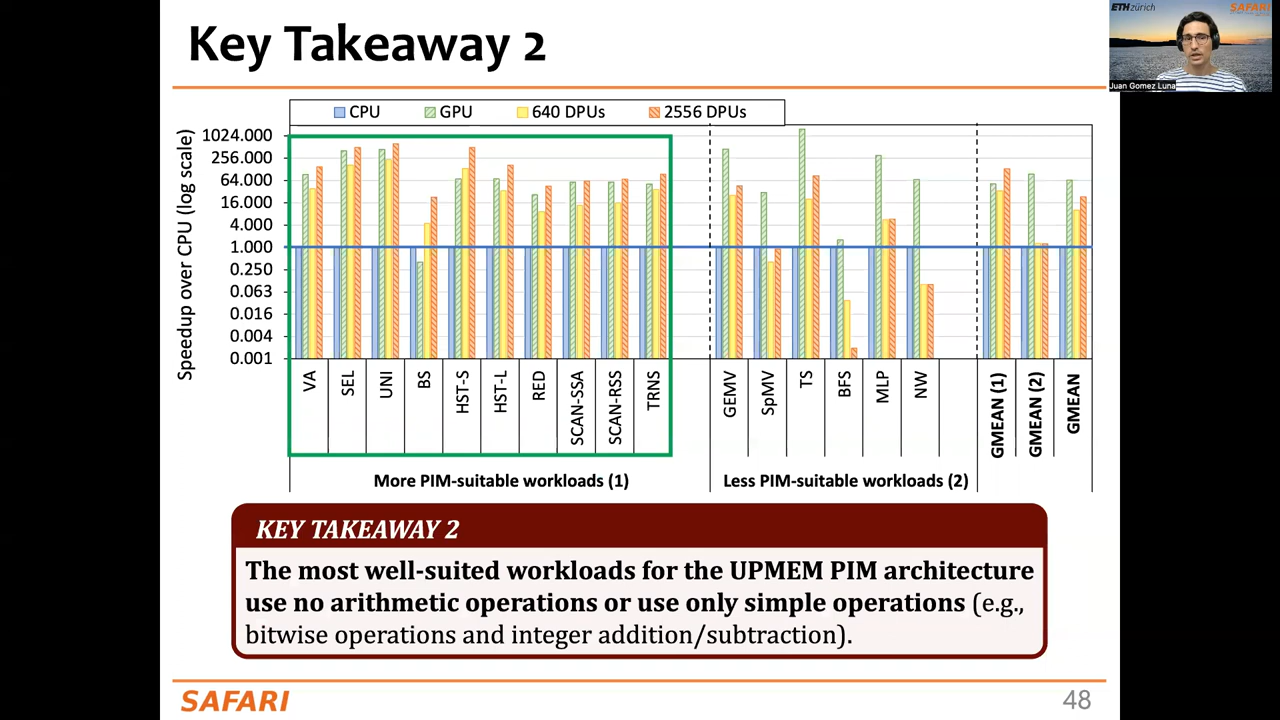 Key Takeaway 2
ETH zürich
SAFARI
Juan Gomez Luna
CPU GPU 640 DPUs 2556 DPUs
Speedup over CPU (log scale)
1024.000
256.000
64.000
16.000
4.000
1.000
0.250
0.063
0.016
0.004
0.001
VA
SEL
UNI
BS
HST-S
HST-L
RED
SCAN-SSA
SCAN-RSS
TRNS
GEMV
SpMV
TS
BFS
MLP
NW
GMEAN (1)
GMEAN (2)
GMEAN
More PIM-suitable workloads (1)
Less PIM-suitable workloads (2)
KEY TAKEAWAY 2
The most well-suited workloads for the UPMEM PIM architecture
use no arithmetic operations or use only simple operations (e.g.,
bitwise operations and integer addition/subtraction).
SAFARI
48